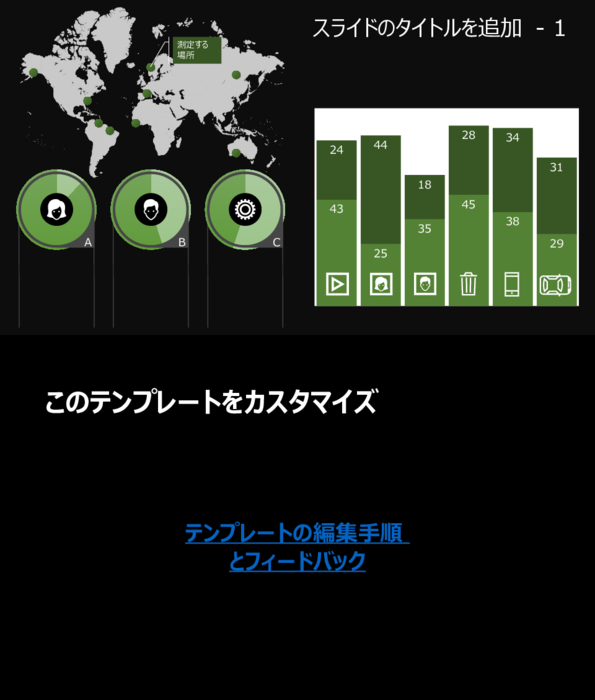 スライドのタイトルを追加 - 1
測定する
場所
A
B
C
24
44
18
28
34
31
43
25
35
45
38
29
このテンプレートをカスタマイズ
テンプレートの編集手順
とフィードバック